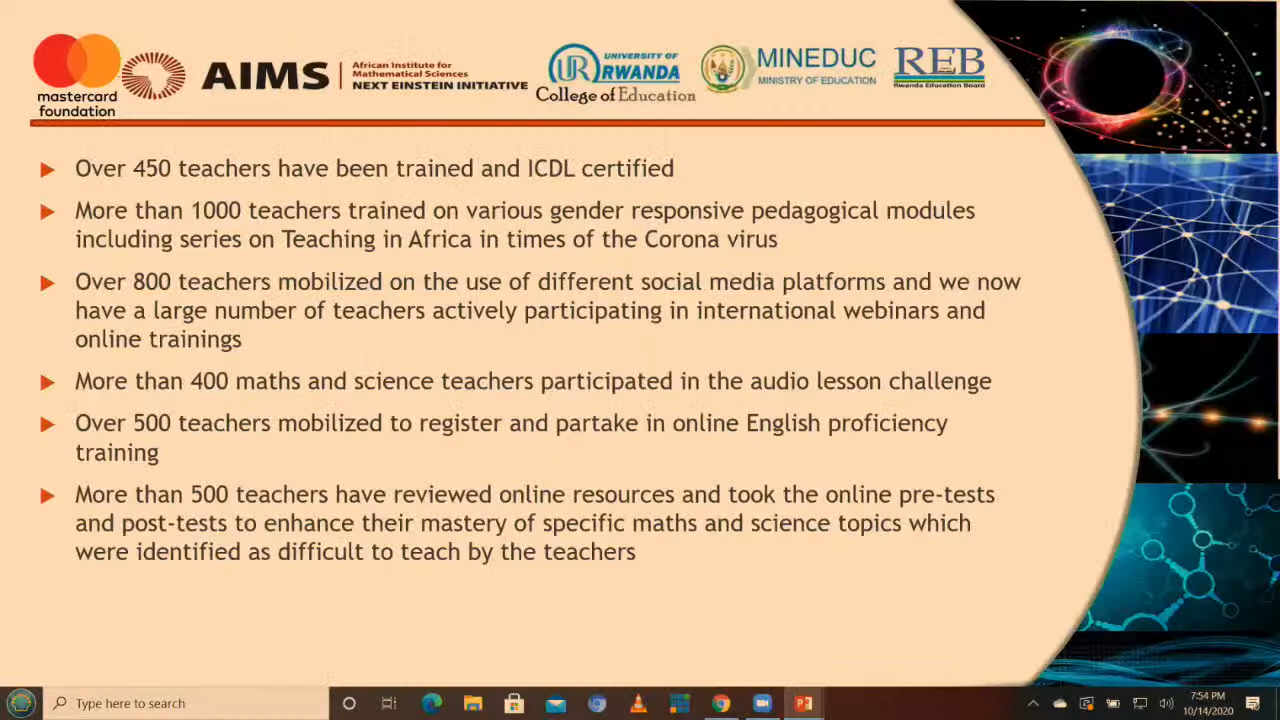 mastercard
foundation
AIMS
African Institute for
Mathematical Sciences
NEXT EINSTEIN INITIATIVE
UR
UNIVERSITY OF
RWANDA
College of Education
MINEDUC
MINISTRY OF EDUCATION
REB
Rwanda Education Board
Over 450 teachers have been trained and ICDL certified
More than 1000 teachers trained on various gender responsive pedagogical modules
including series on Teaching in Africa in times of the Corona virus
Over 800 teachers mobilized on the use of different social media platforms and we now
have a large number of teachers actively participating in international webinars and
online trainings
More than 400 maths and science teachers participated in the audio lesson challenge
Over 500 teachers mobilized to register and partake in online English proficiency
training
More than 500 teachers have reviewed online resources and took the online pre-tests
and post-tests to enhance their mastery of specific maths and science topics which
were identified as difficult to teach by the teachers
Type here to search
7:54 PM
10/14/2020